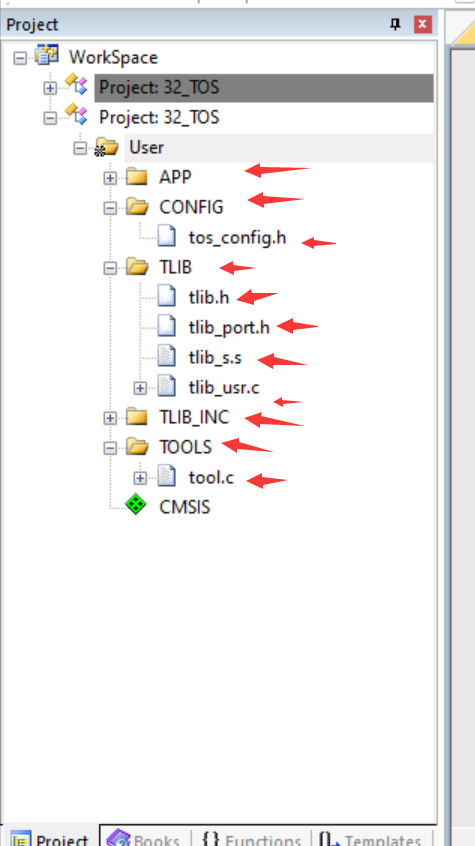 Project
WorkSpace
Project: 32_TOS
Project: 32_TOS
User
APP
CONFIG
tos_config.h
TLIB
tlib.h
tlib_port.h
tlib_s.s
tlib_usr.c
TLIB_INC
TOOLS
tool.c
CMSIS
Project Books {} Functions Templates